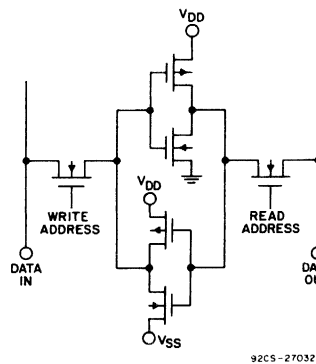 VDD
VDD
WRITE
ADDRESS
READ
ADDRESS
DATA
IN
VSS
92CS-27032